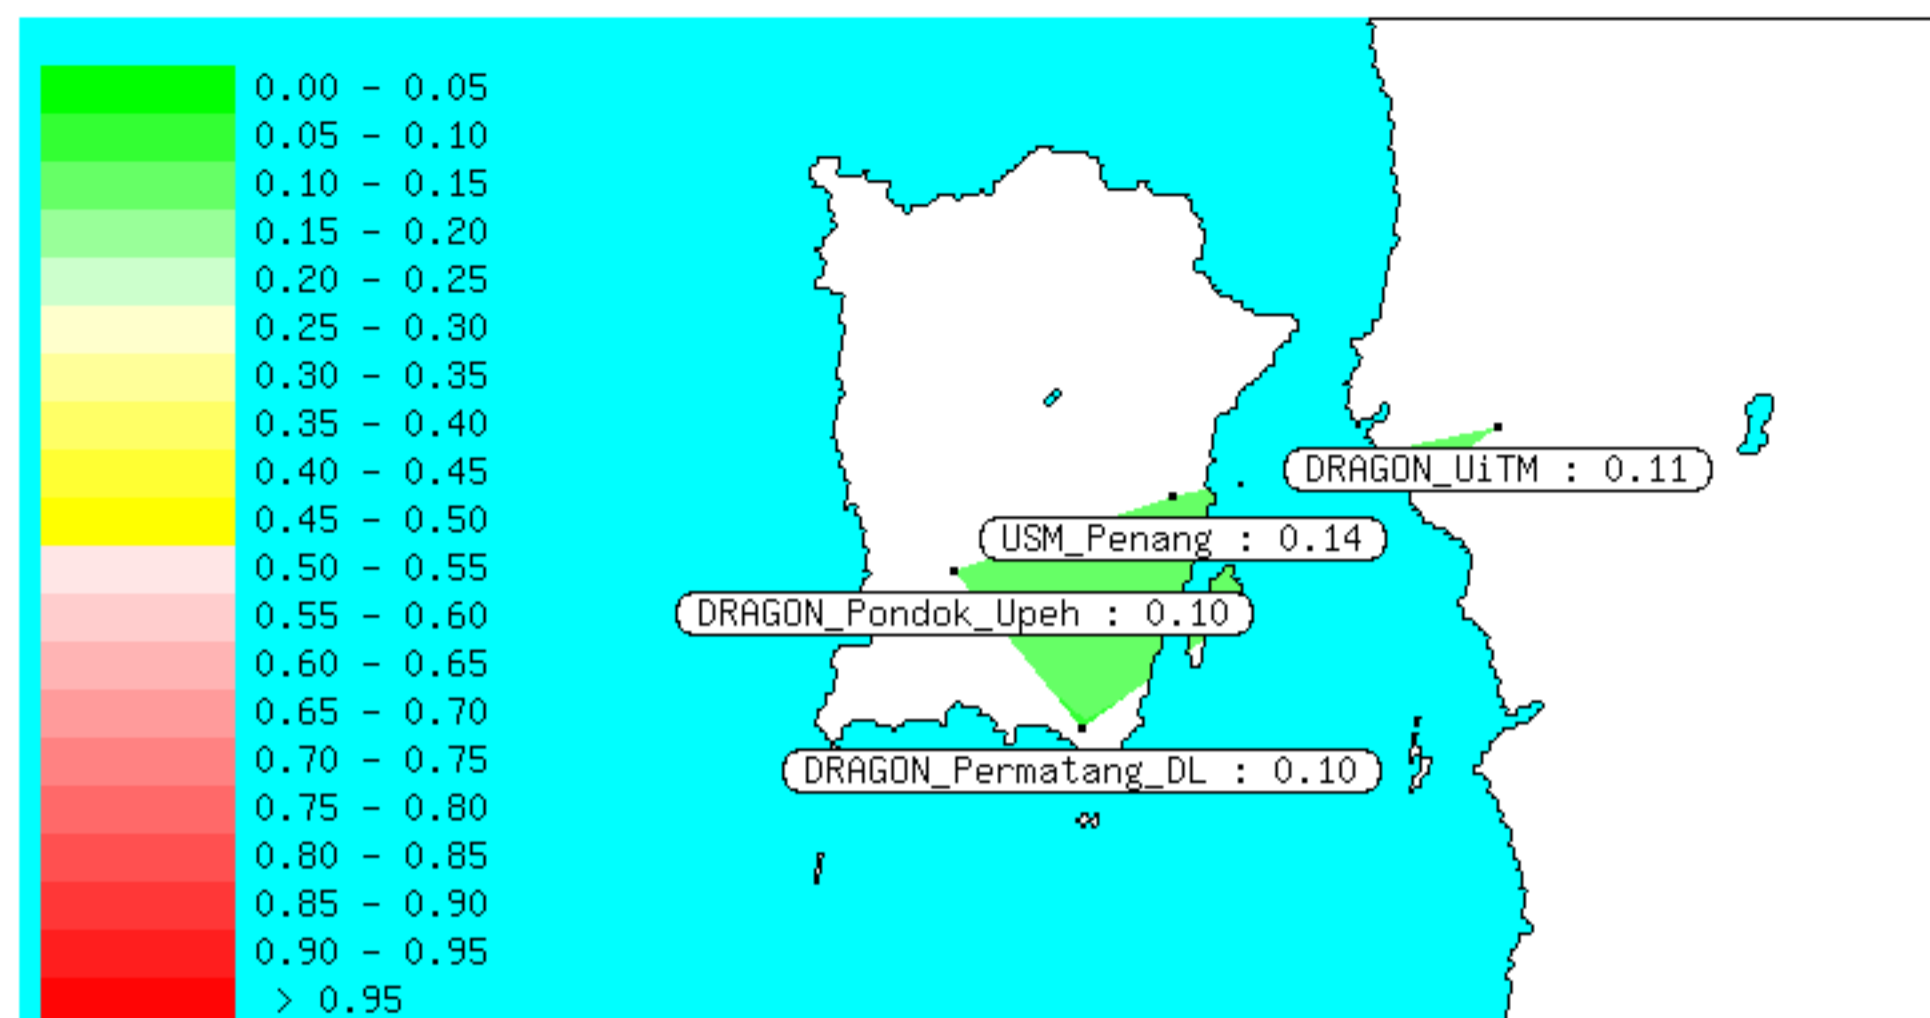 0.00 - 0.05
0.05 - 0.10
0.10 - 0.15
0.15 - 0.20
0.20 - 0.25
0.25 - 0.30
0.30 - 0.35
0.35 - 0.40
0.40 - 0.45
0.45 - 0.50
0.50 - 0.55
0.55 - 0.60
0.60 - 0.65
0.65 - 0.70
0.70 - 0.75
0.75 - 0.80
0.80 - 0.85
0.85 - 0.90
0.90 - 0.95
> 0.95
DRAGON_UiTM : 0.11
USM_Penang : 0.14
DRAGON_Pondok_Upeh : 0.10
DRAGON_Permatang_DL : 0.10